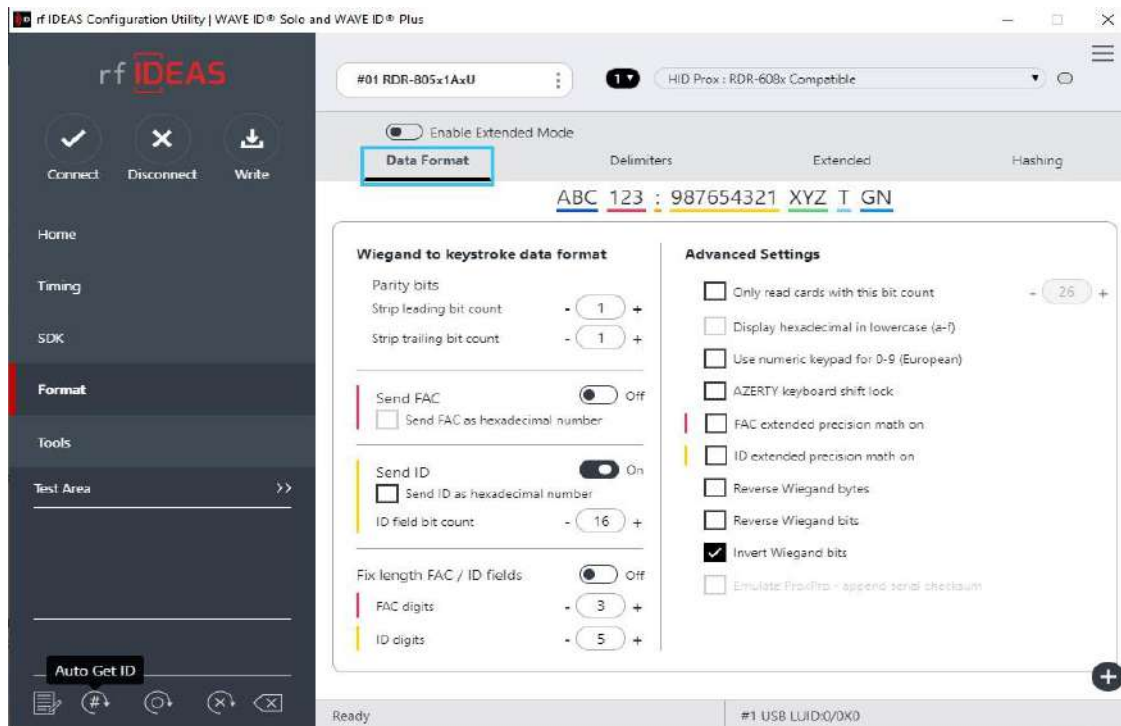 rf IDEAS Configuration Utility | WAVE ID® Solo and WAVE ID® Plus
rf IDEAS
Connect Disconnect Write
Home
Timing
SDK
Format
Tools
Test Area >>
Auto Get ID
#01 RDR-805x1AxU
1
HID Prox : RDR-608x Compatible
Enable Extended Mode
Data Format Delimiters Extended Hashing
ABC 123 : 987654321 XYZ T GN
Wiegand to keystroke data format
Parity bits
Strip leading bit count - 1 +
Strip trailing bit count - 1 +
Send FAC Off
Send FAC as hexadecimal number
Send ID On
Send ID as hexadecimal number
ID field bit count - 16 +
Fix length FAC / ID fields Off
FAC digits - 3 +
ID digits - 5 +
Advanced Settings
Only read cards with this bit count - 26 +
Display hexadecimal in lowercase (a-f)
Use numeric keypad for 0-9 (European)
AZERTY keyboard shift lock
FAC extended precision math on
ID extended precision math on
Reverse Wiegand bytes
Reverse Wiegand bits
Invert Wiegand bits
Emulate ProxPro - append serial checksum
Ready #1 USB LUID:0/0X0